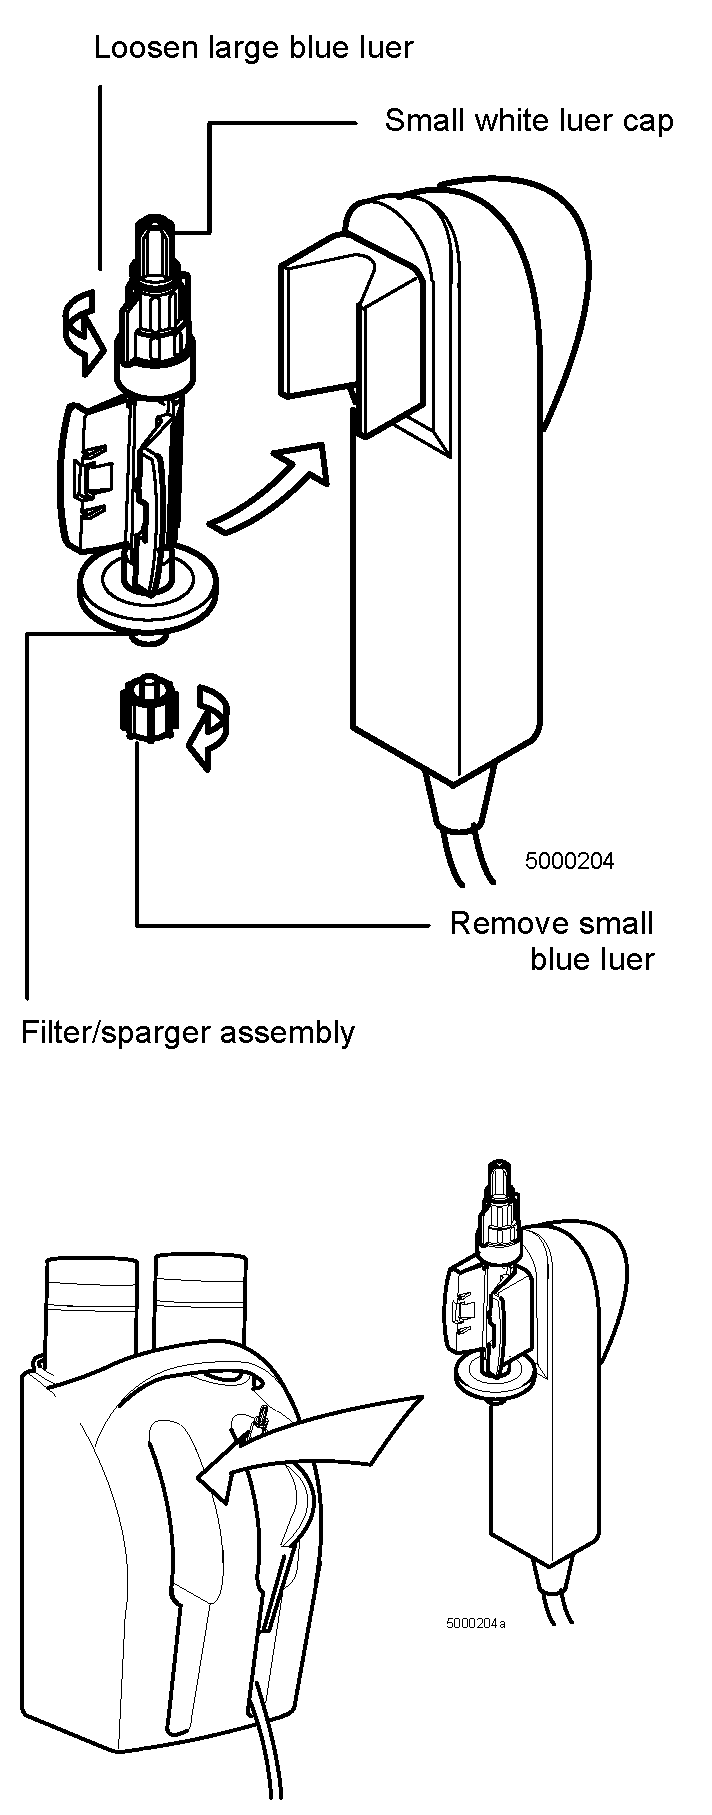 Loosen large blue luer
Small white luer cap
5000204
Remove small
blue luer
Filter/sparger assembly
5000204a